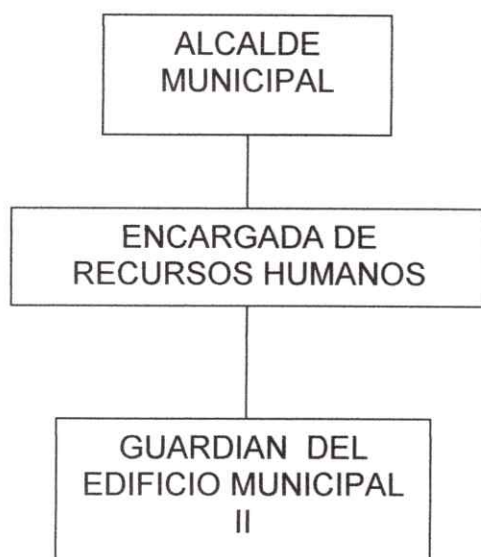 ALCALDE
MUNICIPAL
ENCARGADA DE
RECURSOS HUMANOS
GUARDIAN DEL
EDIFICIO MUNICIPAL
II